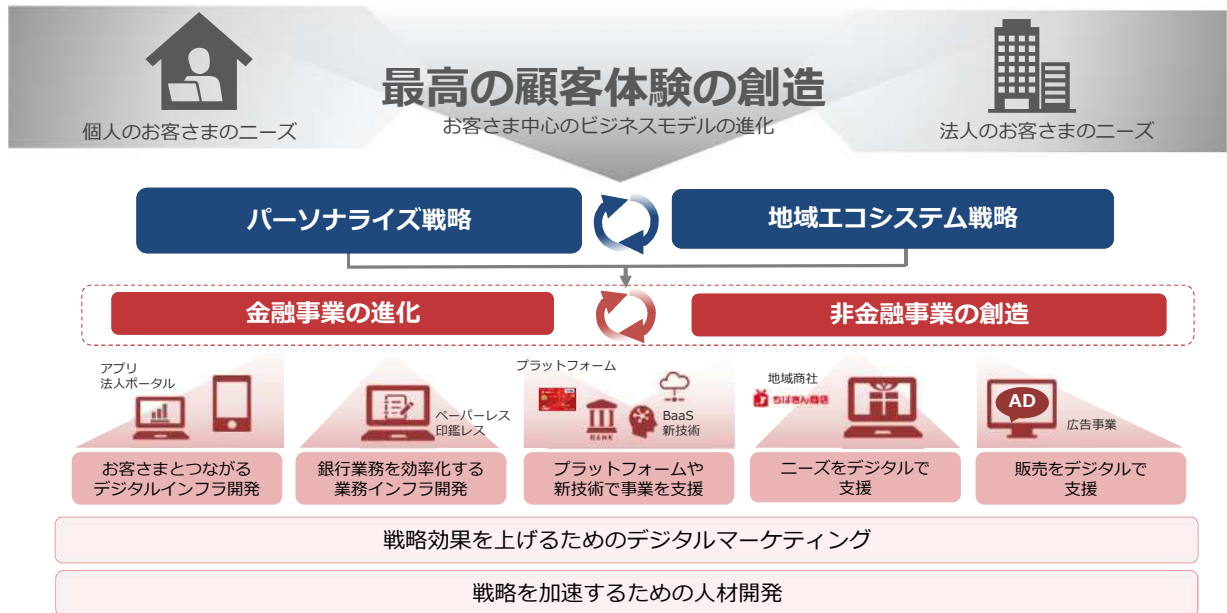 最高の顧客体験の創造
お客さま中心のビジネスモデルの進化
個人のお客さまのニーズ
法人のお客さまのニーズ
パーソナライズ戦略
地域エコシステム戦略
金融事業の進化
非金融事業の創造
アプリ
法人ポータル
ペーパーレス
印鑑レス
プラットフォーム
BANK
BaaS
新技術
地域商社
ちばぎん商店
AD
広告事業
お客さまとつながる
デジタルインフラ開発
銀行業務を効率化する
業務インフラ開発
プラットフォームや
新技術で事業を支援
ニーズをデジタルで
支援
販売をデジタルで
支援
戦略効果を上げるためのデジタルマーケティング
戦略を加速するための人材開発